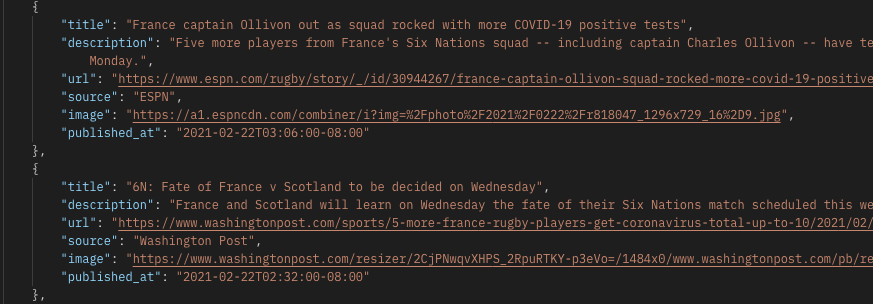 {
"title": "France captain Ollivon out as squad rocked with more COVID-19 positive tests",
"description": "Five more players from France's Six Nations squad -- including captain Charles Ollivon -- have te
Monday.",
"url": "https://www.espn.com/rugby/story/_/id/30944267/france-captain-ollivon-squad-rocked-more-covid-19-positive
"source": "ESPN",
"image": "https://a1.espncdn.com/combiner/i?img=%2Fphoto%2F2021%2F0222%2Fr818047_1296x729_16%2D9.jpg",
"published_at": "2021-02-22T03:06:00-08:00"
},
{
"title": "6N: Fate of France v Scotland to be decided on Wednesday",
"description": "France and Scotland will learn on Wednesday the fate of their Six Nations match scheduled this we
"url": "https://www.washingtonpost.com/sports/5-more-france-rugby-players-get-coronavirus-total-up-to-10/2021/02/
"source": "Washington Post",
"image": "https://www.washingtonpost.com/resizer/2CjPNwqvXHPS_2RpuRTKY-p3eVo=/1484x0/www.washingtonpost.com/pb/re
"published_at": "2021-02-22T02:32:00-08:00"
},